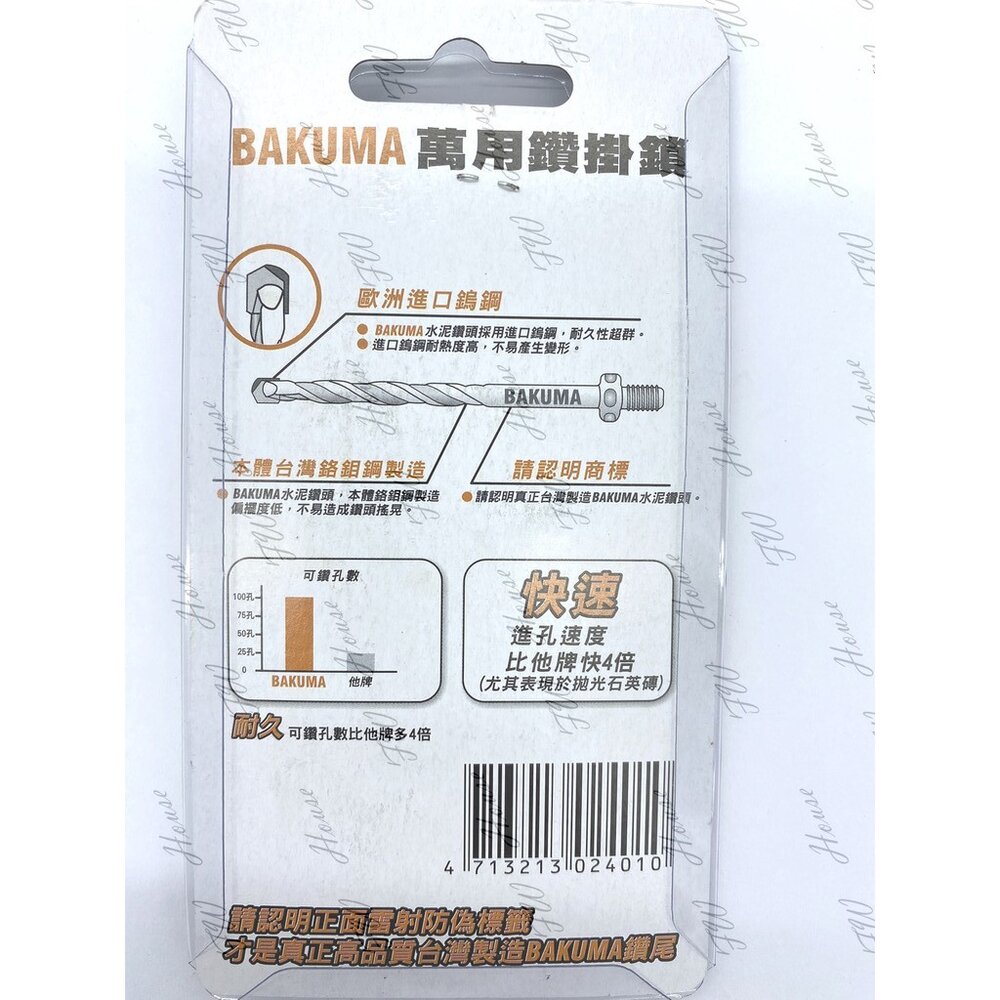 BAKUMA 萬用鑽掛鎖
歐洲進口鎢鋼
BAKUMA水泥鑽頭採用進口鎢鋼，耐久性超群。
進口鎢鋼耐熱度高，不易產生變形。
BAKUMA
本體台灣鉻鉬鋼製造
BAKUMA水泥鑽頭，本體鉻鉬鋼製造
偏擺度低，不易造成鑽頭搖晃。
請認明商標
請認明真正台灣製造BAKUMA水泥鑽頭。
可鑽孔數
100孔
75孔
50孔
25孔
0
BAKUMA 他牌
快速
進孔速度
比他牌快4倍
(尤其表現於拋光石英磚)
耐久 可鑽孔數比他牌多4倍
4 713213 024010
請認明正面雷射防偽標籤
才是真正高品質台灣製造BAKUMA鑽尾
FW House